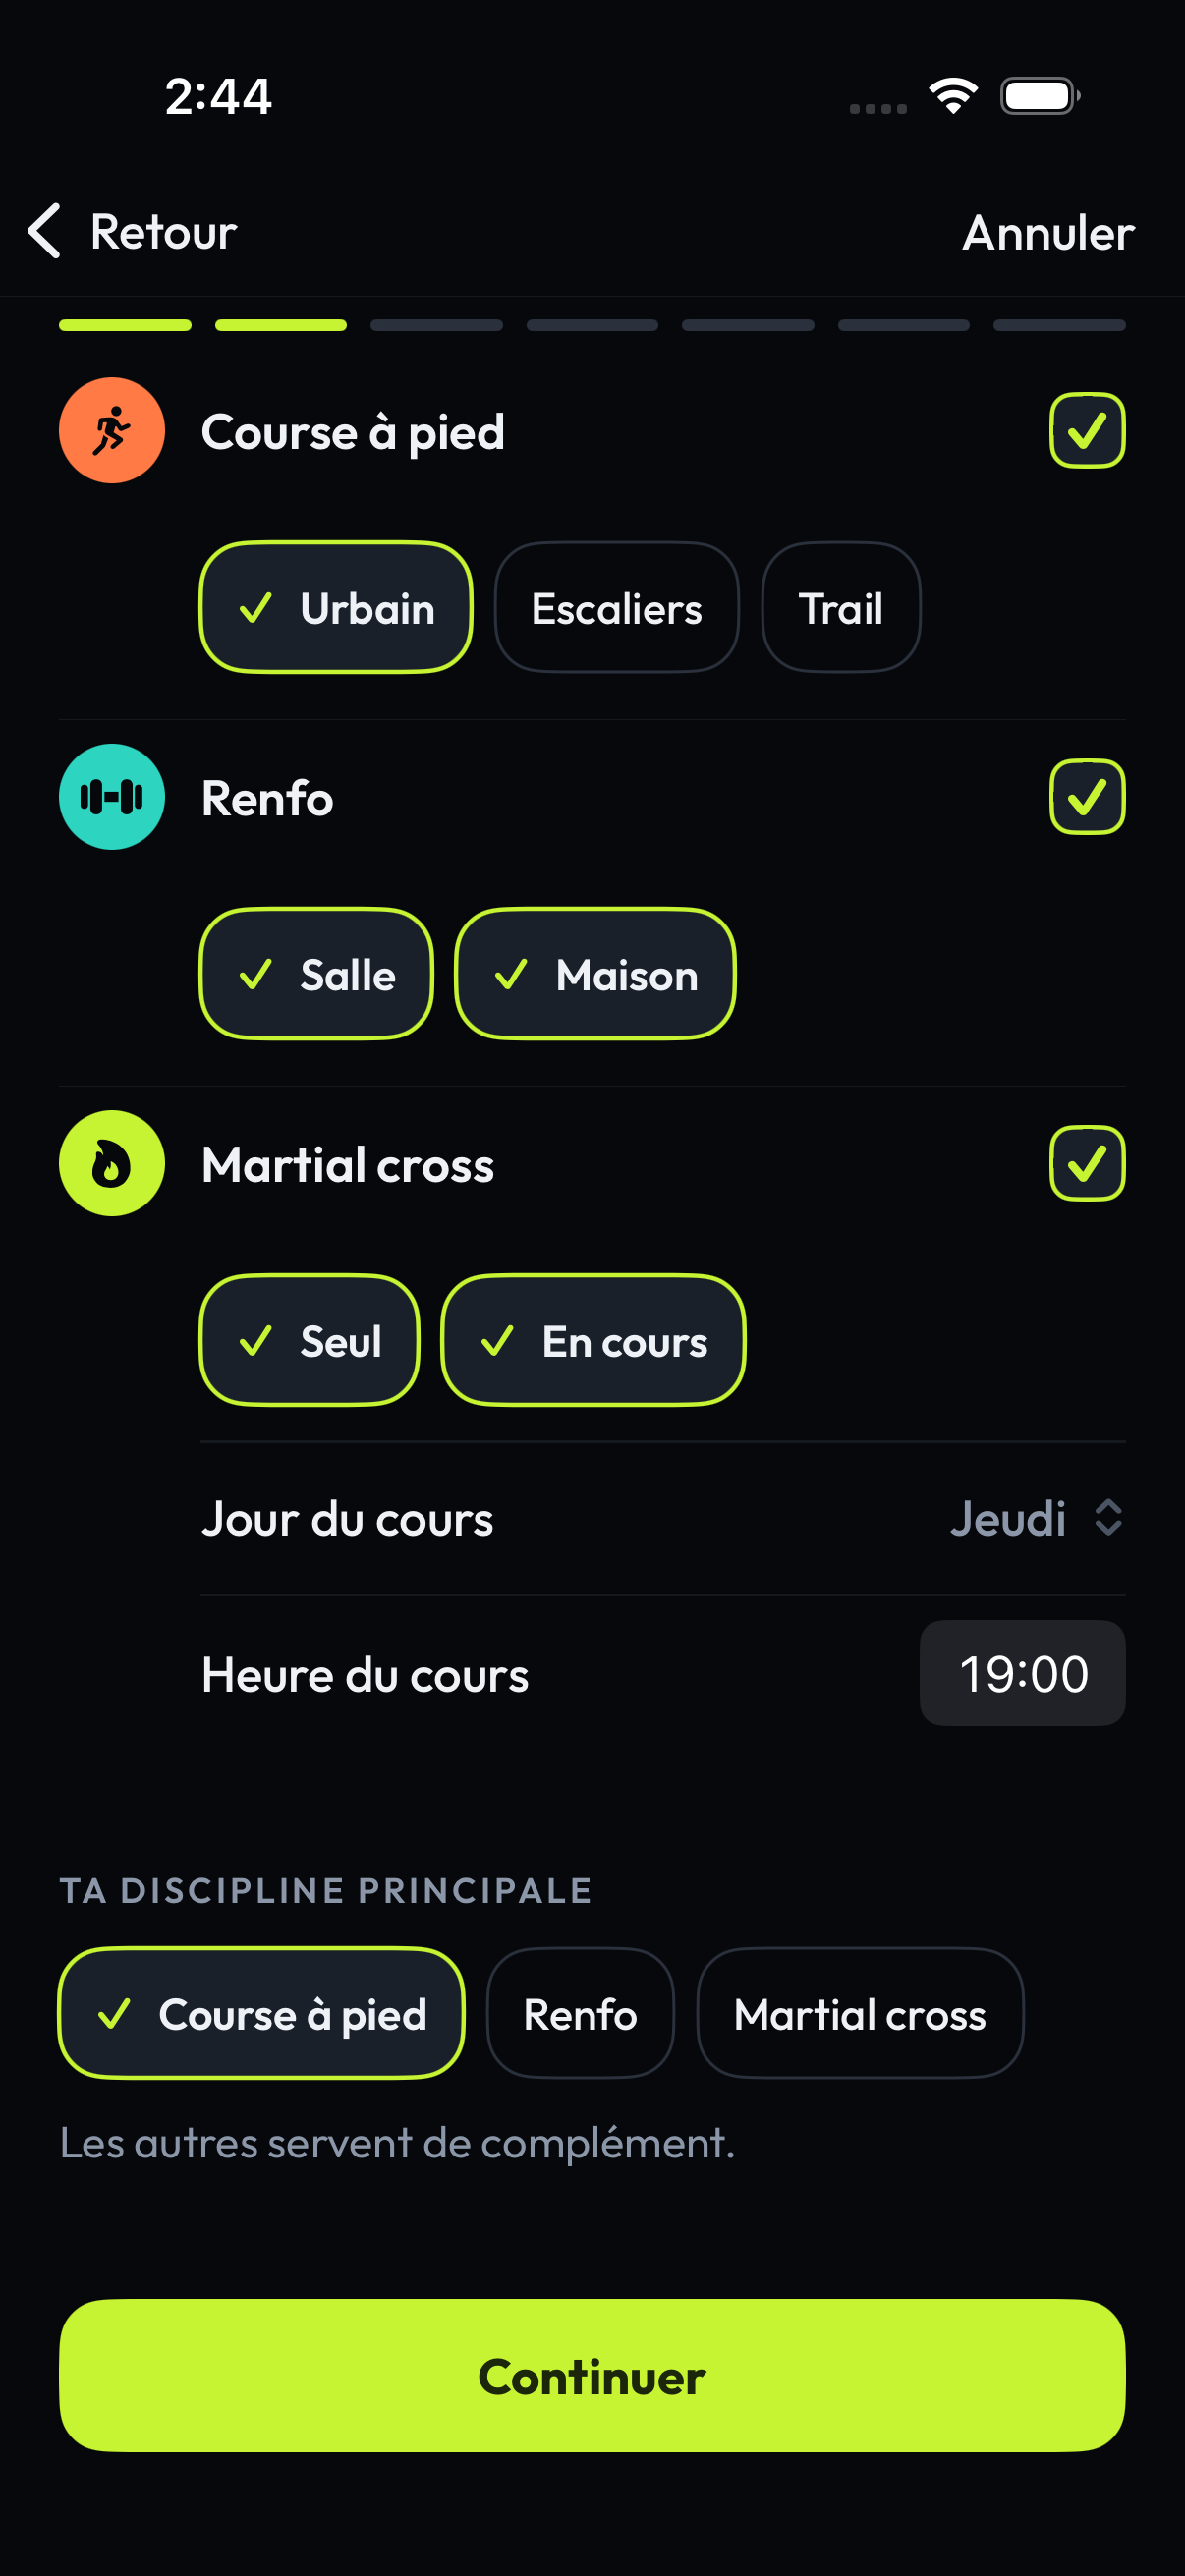 2:44
Retour
Annuler
Course à pied
Urbain Escaliers Trail
Renfo
Salle Maison
Martial cross
Seul En cours
Jour du cours Jeudi
Heure du cours 19:00
TA DISCIPLINE PRINCIPALE
Course à pied Renfo Martial cross
Les autres servent de complément.
Continuer